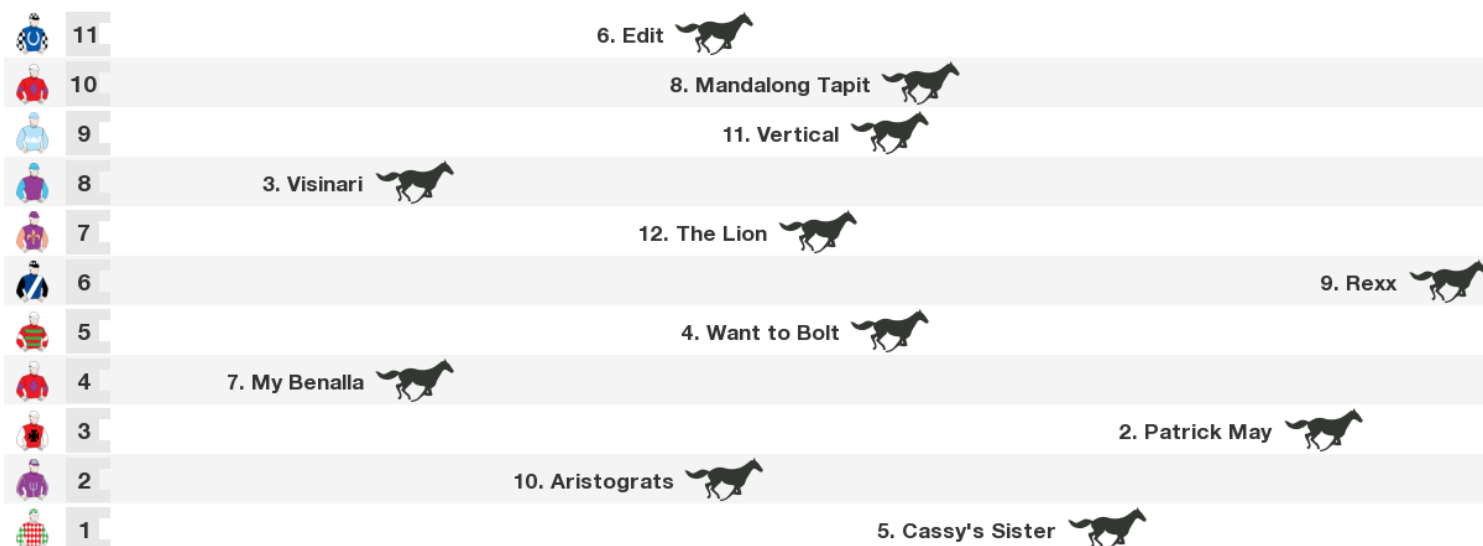 11 6. Edit
10 8. Mandalong Tapit
9 11. Vertical
8 3. Visinari
7 12. The Lion
6 9. Rexx
5 4. Want to Bolt
4 7. My Benalla
3 2. Patrick May
2 10. Aristograts
1 5. Cassy's Sister